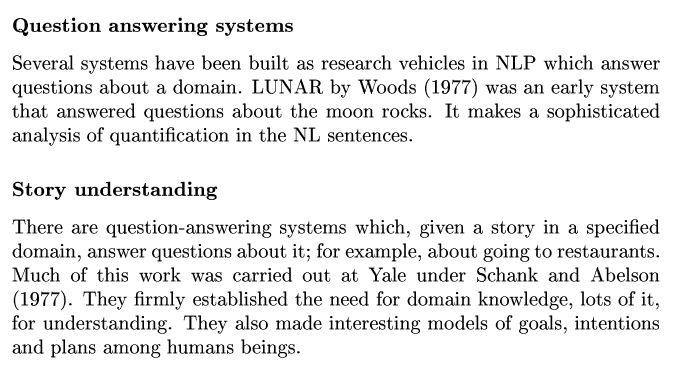 Question answering systems
Several systems have been built as research vehicles in NLP which answer
questions about a domain. LUNAR by Woods (1977) was an early system
that answered questions about the moon rocks. It makes a sophisticated
analysis of quantification in the NL sentences.
Story understanding
There are question-answering systems which, given a story in a specified
domain, answer questions about it; for example, about going to restaurants.
Much of this work was carried out at Yale under Schank and Abelson
(1977). They firmly established the need for domain knowledge, lots of it,
for understanding. They also made interesting models of goals, intentions
and plans among humans beings.